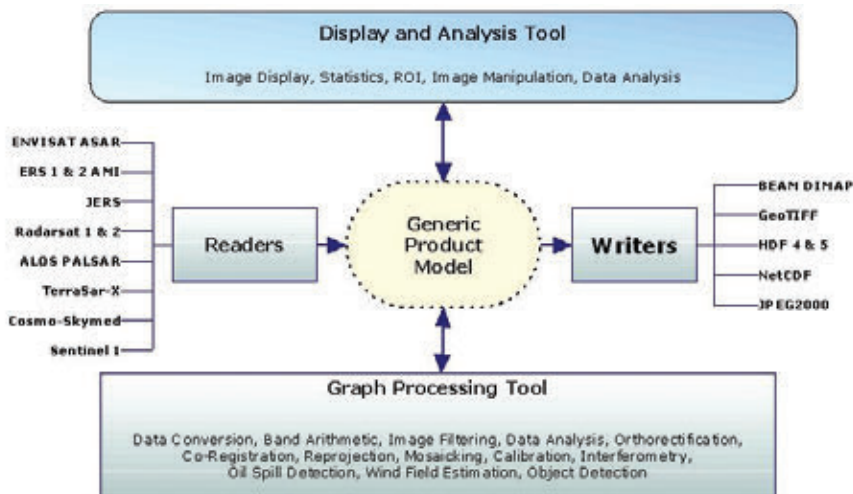 Display and Analysis Tool
Image Display, Statistics, ROI, Image Manipulation, Data Analysis
ENVISAT ASAR
ERS 1 & 2 AMI
JERS
Radarsat 1 & 2
ALOS PALSAR
TerraSar-X
Cosmo-Skymed
Sentinel 1
Readers
Generic
Product
Model
Writers
BEAM DIMAP
GeoTIFF
HDF 4 & 5
NetCDF
JPEG2000
Graph Processing Tool
Data Conversion, Band Arithmetic, Image Filtering, Data Analysis, Orthorectification,
Co-Registration, Reprojection, Mosaicking, Calibration, Interferometry,
Oil Spill Detection, Wind Field Estimation, Object Detection